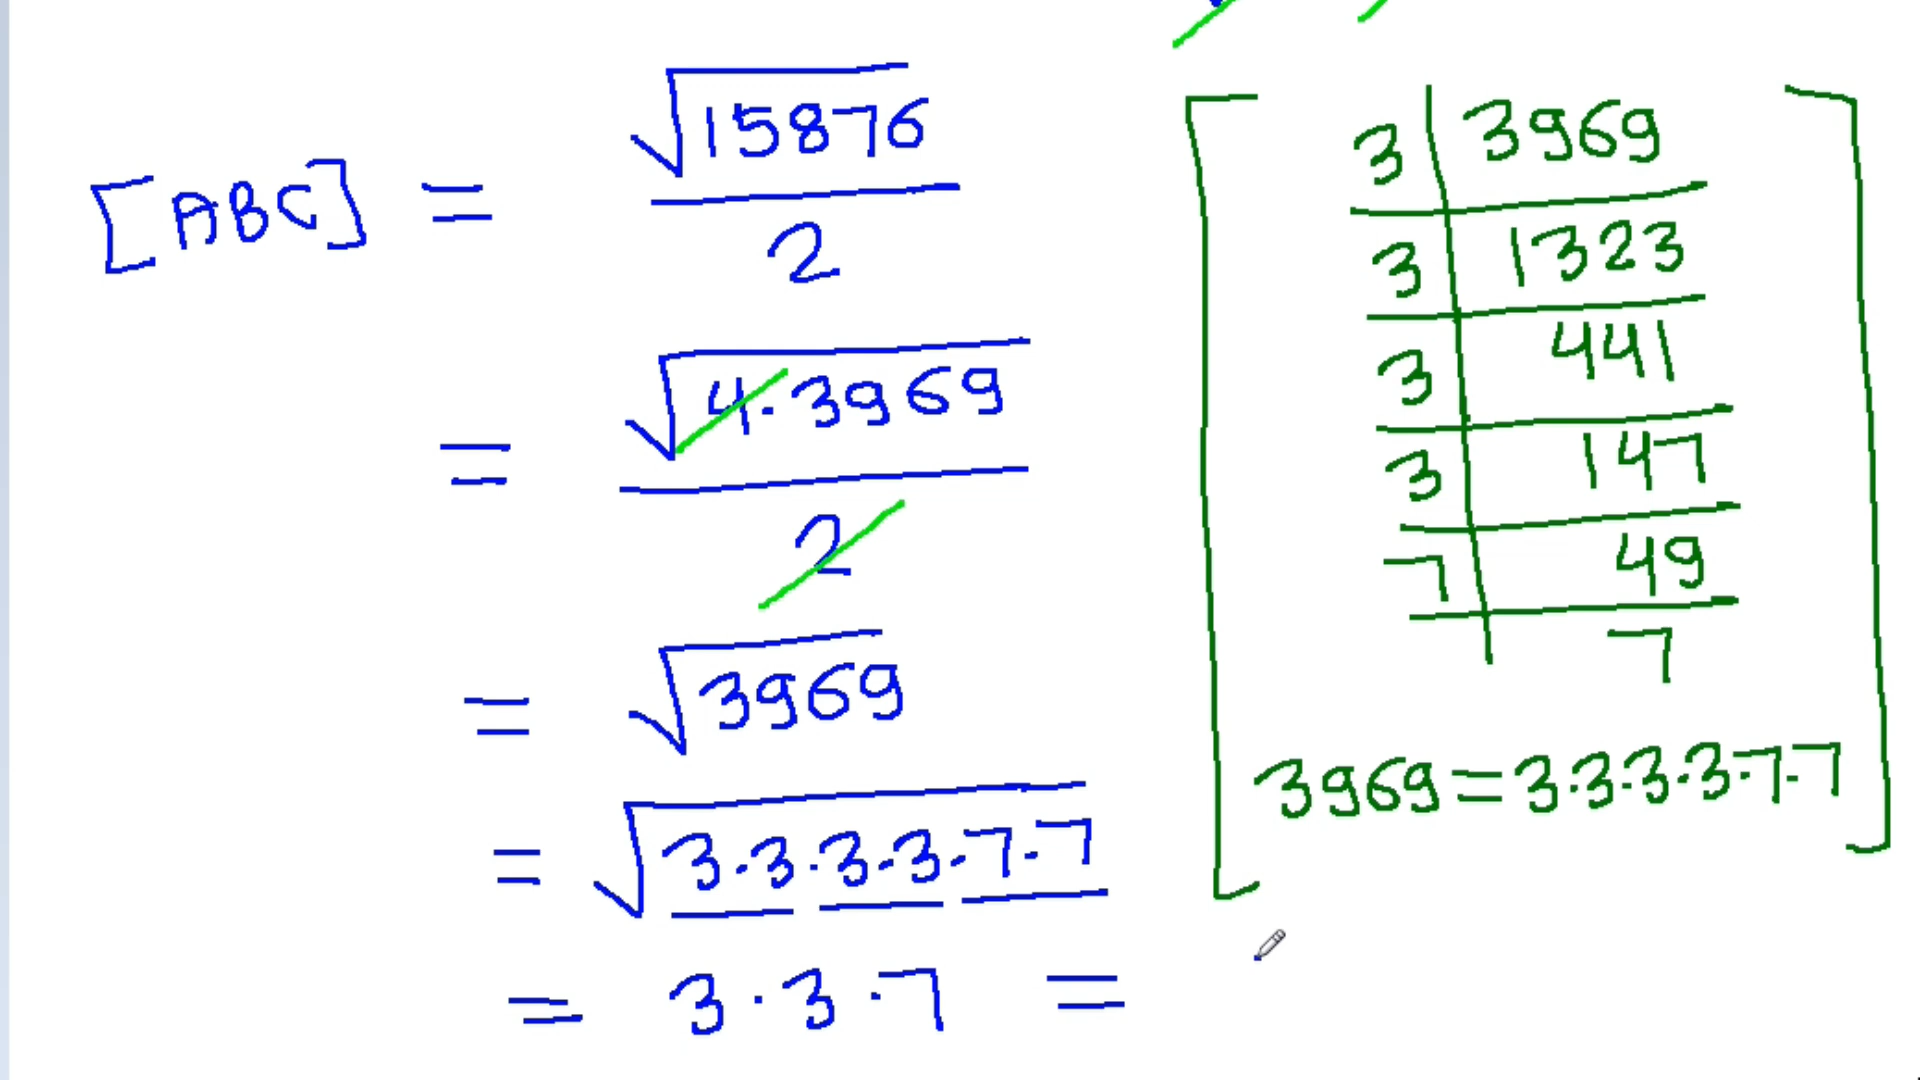 [ABC] = √15876 / 2
= √4·3969 / 2
= √3969
= √3·3·3·3·7·7
= 3·3·7 =
3 | 3969
3 | 1323
3 | 441
3 | 147
7 | 49
7
3969=3·3·3·3·7·7